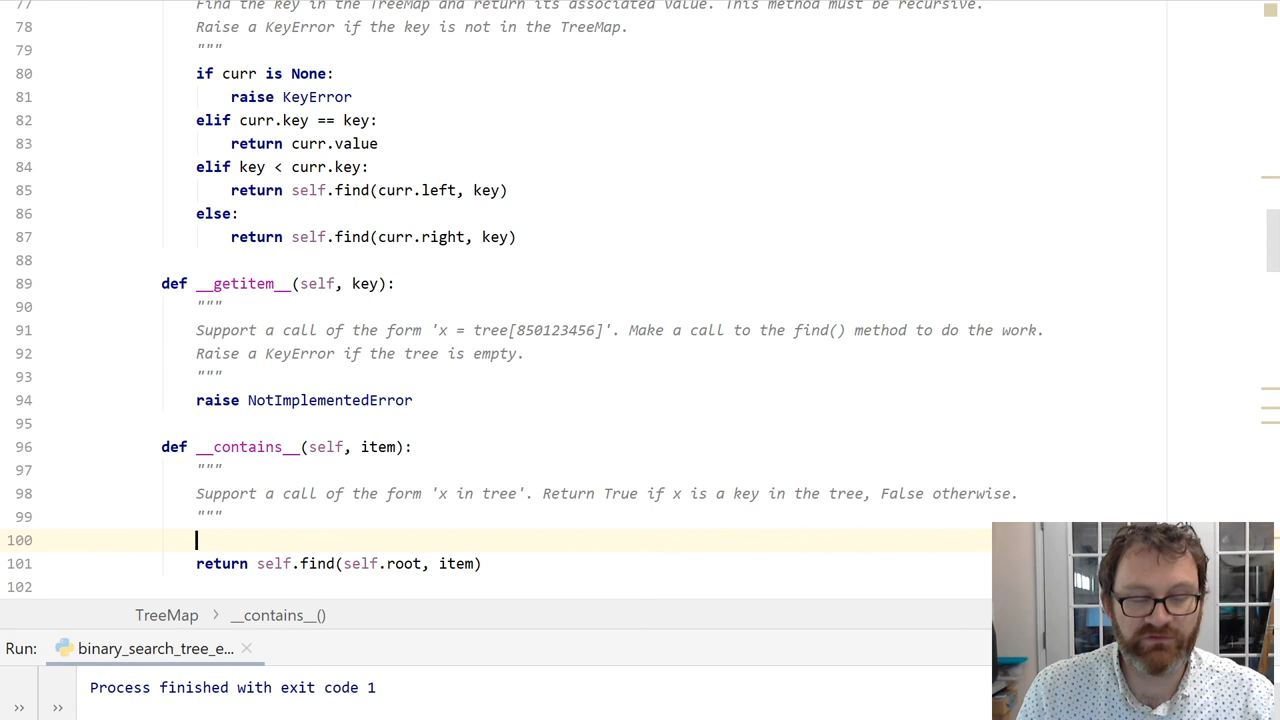 77 Find the key in the TreeMap and return its associated value. This method must be recursive.
78 Raise a KeyError if the key is not in the TreeMap.
79 """
80 if curr is None:
81 raise KeyError
82 elif curr.key == key:
83 return curr.value
84 elif key < curr.key:
85 return self.find(curr.left, key)
86 else:
87 return self.find(curr.right, key)
88
89 def __getitem__(self, key):
90 """
91 Support a call of the form 'x = tree[850123456]'. Make a call to the find() method to do the work.
92 Raise a KeyError if the tree is empty.
93 """
94 raise NotImplementedError
95
96 def __contains__(self, item):
97 """
98 Support a call of the form 'x in tree'. Return True if x is a key in the tree, False otherwise.
99 """
100
101 return self.find(self.root, item)
102
TreeMap > __contains__()
Run: binary_search_tree_e... ×
>> >> Process finished with exit code 1